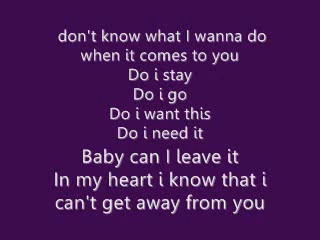 don't know what I wanna do
when it comes to you
Do i stay
Do i go
Do i want this
Do i need it
Baby can I leave it
In my heart i know that i
can't get away from you